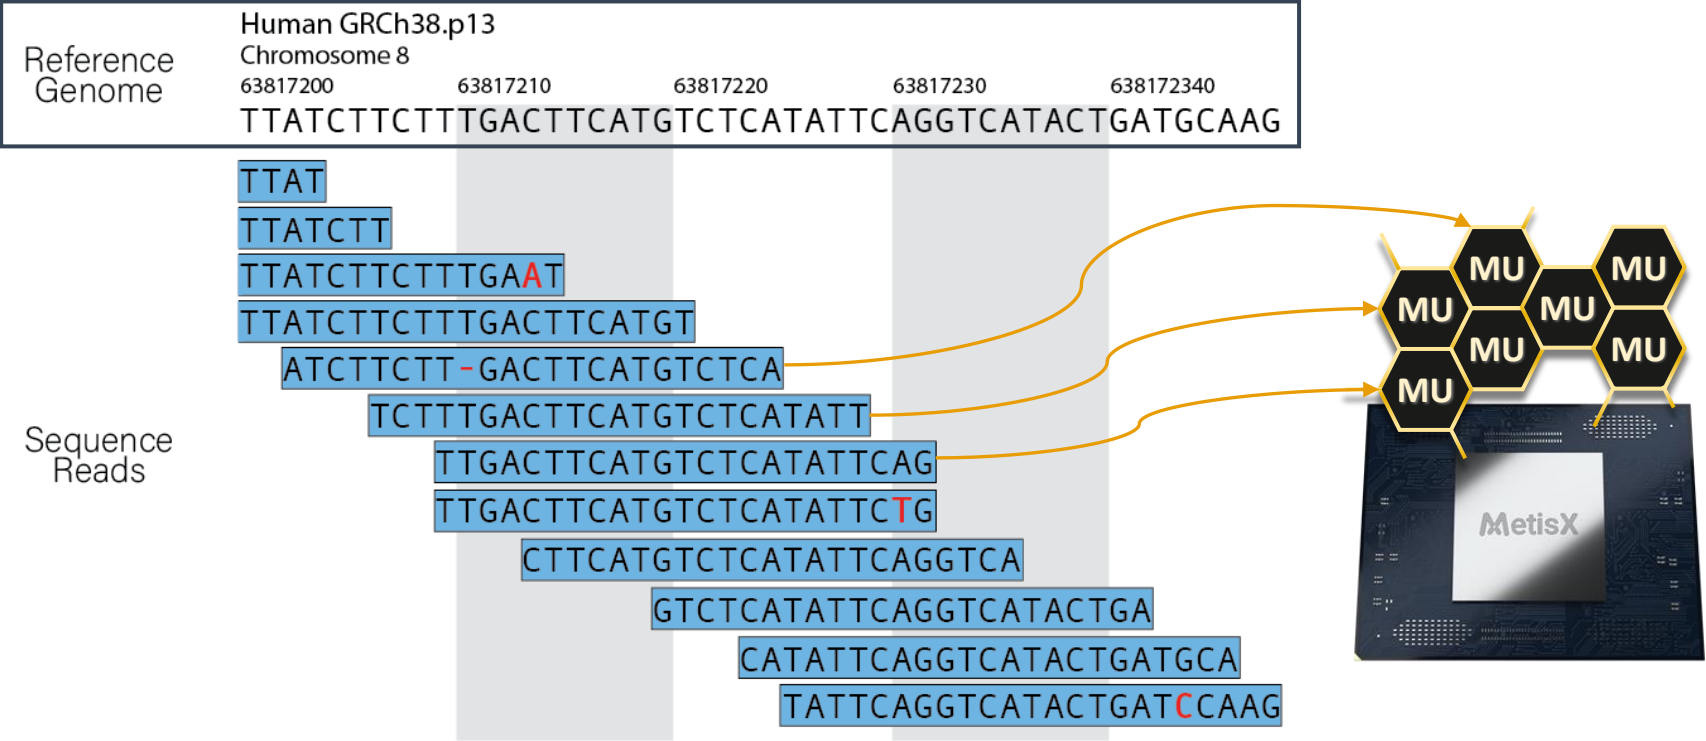 Human GRCh38.p13
Chromosome 8
Reference
Genome
63817200 63817210 63817220 63817230 638172340
TTATCTTCTTTGACTTCATGTCTCATATTCAGGTCATACTGATGCAAG
TTAT
TTATCTT
TTATCTTCTTTGAAT
TTATCTTCTTTGACTTCATGT
ATCTTCTT-GACTTCATGTCTCA
TCTTTGACTTCATGTCTCATATT
Sequence
Reads
TTGACTTCATGTCTCATATTCAG
TTGACTTCATGTCTCATATTCTG
CTTCATGTCTCATATTCAGGTCA
GTCTCATATTCAGGTCATACTGA
CATATTCAGGTCATACTGATGCA
TATTCAGGTCATACTGATCCAAG
MU
MU
MU
MU
MU
MU
MU
MetisX